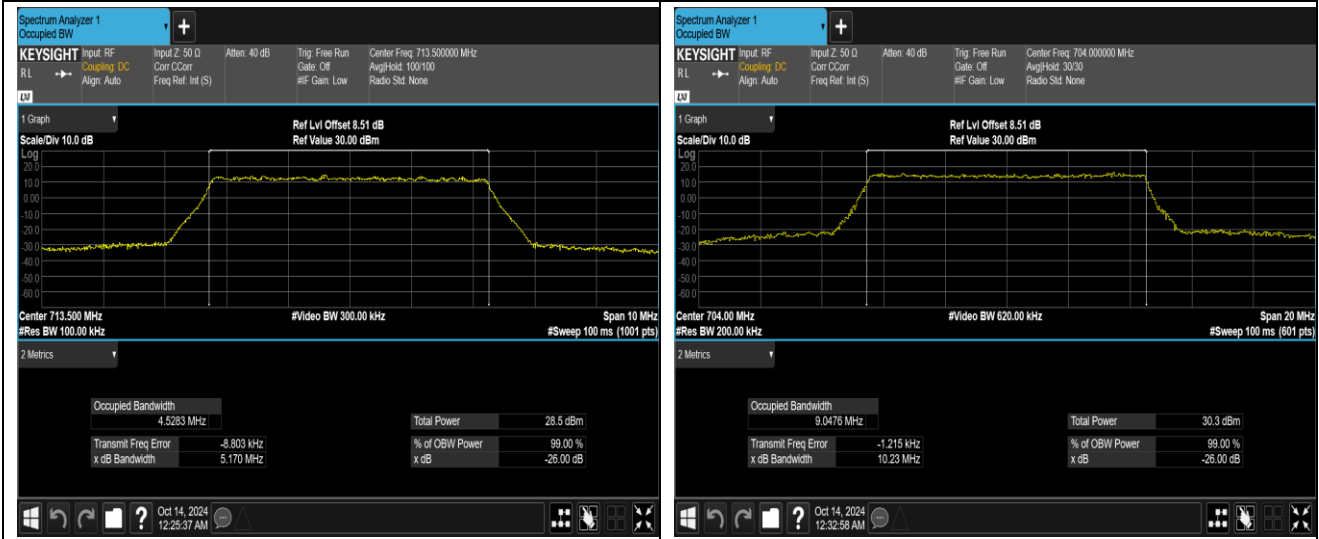 Spectrum Analyzer 1
Occupied BW
+
KEYSIGHT Input: RF Input Z: 50 Ω Atten: 40 dB Trig: Free Run Center Freq: 713.500000 MHz
R L Coupling: DC Corr CCorr Gate: Off Avg|Hold: 100/100
Align: Auto Freq Ref: Int (S) #IF Gain: Low Radio Std: None
LXI
1 Graph
Ref Lvl Offset 8.51 dB
Scale/Div 10.0 dB Ref Value 30.00 dBm
Log
20.0
10.0
0.00
-10.0
-20.0
-30.0
-40.0
-50.0
-60.0
Center 713.500 MHz #Video BW 300.00 kHz Span 10 MHz
#Res BW 100.00 kHz #Sweep 100 ms (1001 pts)
2 Metrics
Occupied Bandwidth
4.5283 MHz Total Power 28.5 dBm
Transmit Freq Error -8.803 kHz % of OBW Power 99.00 %
x dB Bandwidth 5.170 MHz x dB -26.00 dB
?
Oct 14, 2024
12:25:37 AM
Spectrum Analyzer 1
Occupied BW
+
KEYSIGHT Input: RF Input Z: 50 Ω Atten: 40 dB Trig: Free Run Center Freq: 704.000000 MHz
R L Coupling: DC Corr CCorr Gate: Off Avg|Hold: 30/30
Align: Auto Freq Ref: Int (S) #IF Gain: Low Radio Std: None
LXI
1 Graph
Ref Lvl Offset 8.51 dB
Scale/Div 10.0 dB Ref Value 30.00 dBm
Log
20.0
10.0
0.00
-10.0
-20.0
-30.0
-40.0
-50.0
-60.0
Center 704.00 MHz #Video BW 620.00 kHz Span 20 MHz
#Res BW 200.00 kHz #Sweep 100 ms (601 pts)
2 Metrics
Occupied Bandwidth
9.0476 MHz Total Power 30.3 dBm
Transmit Freq Error -1.215 kHz % of OBW Power 99.00 %
x dB Bandwidth 10.23 MHz x dB -26.00 dB
?
Oct 14, 2024
12:32:58 AM